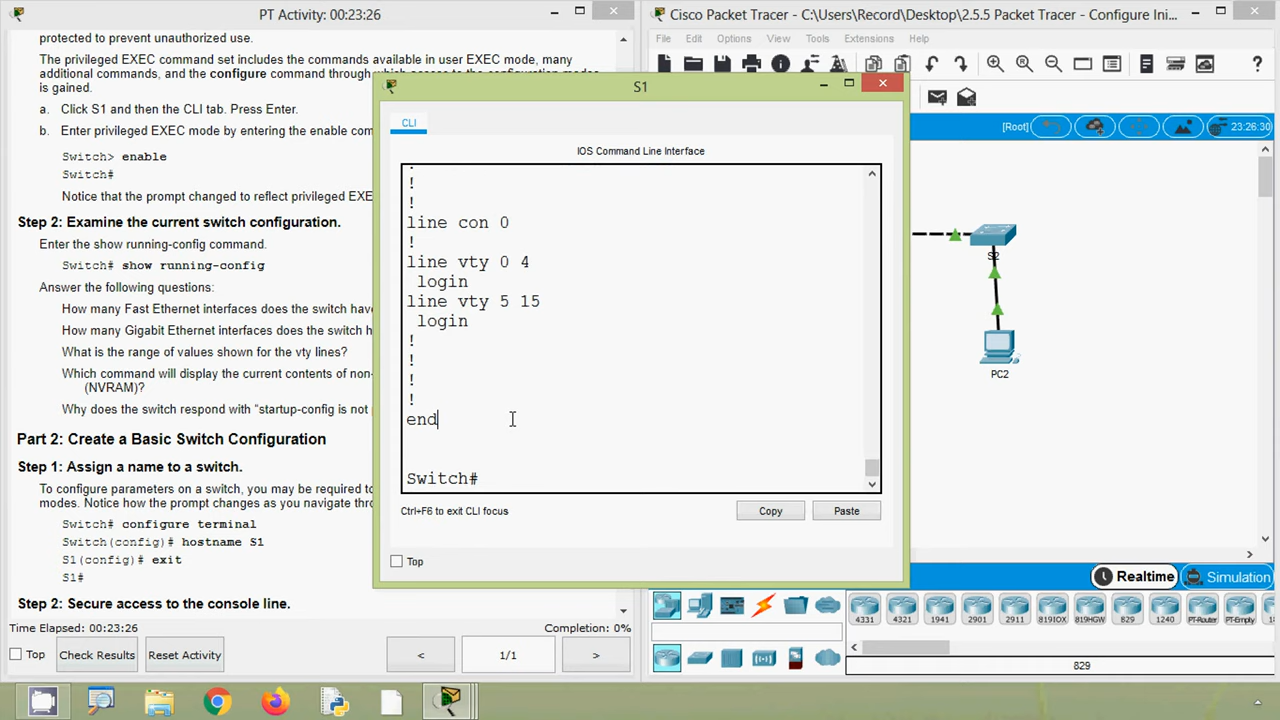 PT Activity: 00:23:26
Cisco Packet Tracer - C:\Users\Record\Desktop\2.5.5 Packet Tracer - Configure Ini...
File Edit Options View Tools Extensions Help
protected to prevent unauthorized use.
The privileged EXEC command set includes the commands available in user EXEC mode, many
additional commands, and the configure command through which access to the configuration modes
is gained.
a. Click S1 and then the CLI tab. Press Enter.
b. Enter privileged EXEC mode by entering the enable com
Switch> enable
Switch#
Notice that the prompt changed to reflect privileged EXE
Step 2: Examine the current switch configuration.
Enter the show running-config command.
Switch# show running-config
Answer the following questions:
How many Fast Ethernet interfaces does the switch have
How many Gigabit Ethernet interfaces does the switch h
What is the range of values shown for the vty lines?
Which command will display the current contents of non-
(NVRAM)?
Why does the switch respond with "startup-config is not p
Part 2: Create a Basic Switch Configuration
Step 1: Assign a name to a switch.
To configure parameters on a switch, you may be required to
modes. Notice how the prompt changes as you navigate thr
Switch# configure terminal
Switch(config)# hostname S1
S1(config)# exit
S1#
Step 2: Secure access to the console line.
Time Elapsed: 00:23:26 Completion: 0%
Top Check Results Reset Activity < 1/1 >
S1
CLI
IOS Command Line Interface
!
!
!
line con 0
!
line vty 0 4
login
line vty 5 15
login
!
!
!
!
end
Switch#
Ctrl+F6 to exit CLI focus
Copy Paste
Top
[Root] 23:26:30
S2
PC2
Realtime Simulation
4331 4321 1941 2901 2911 819IOX 819HGW 829 1240 PT-Router PT-Empty
829